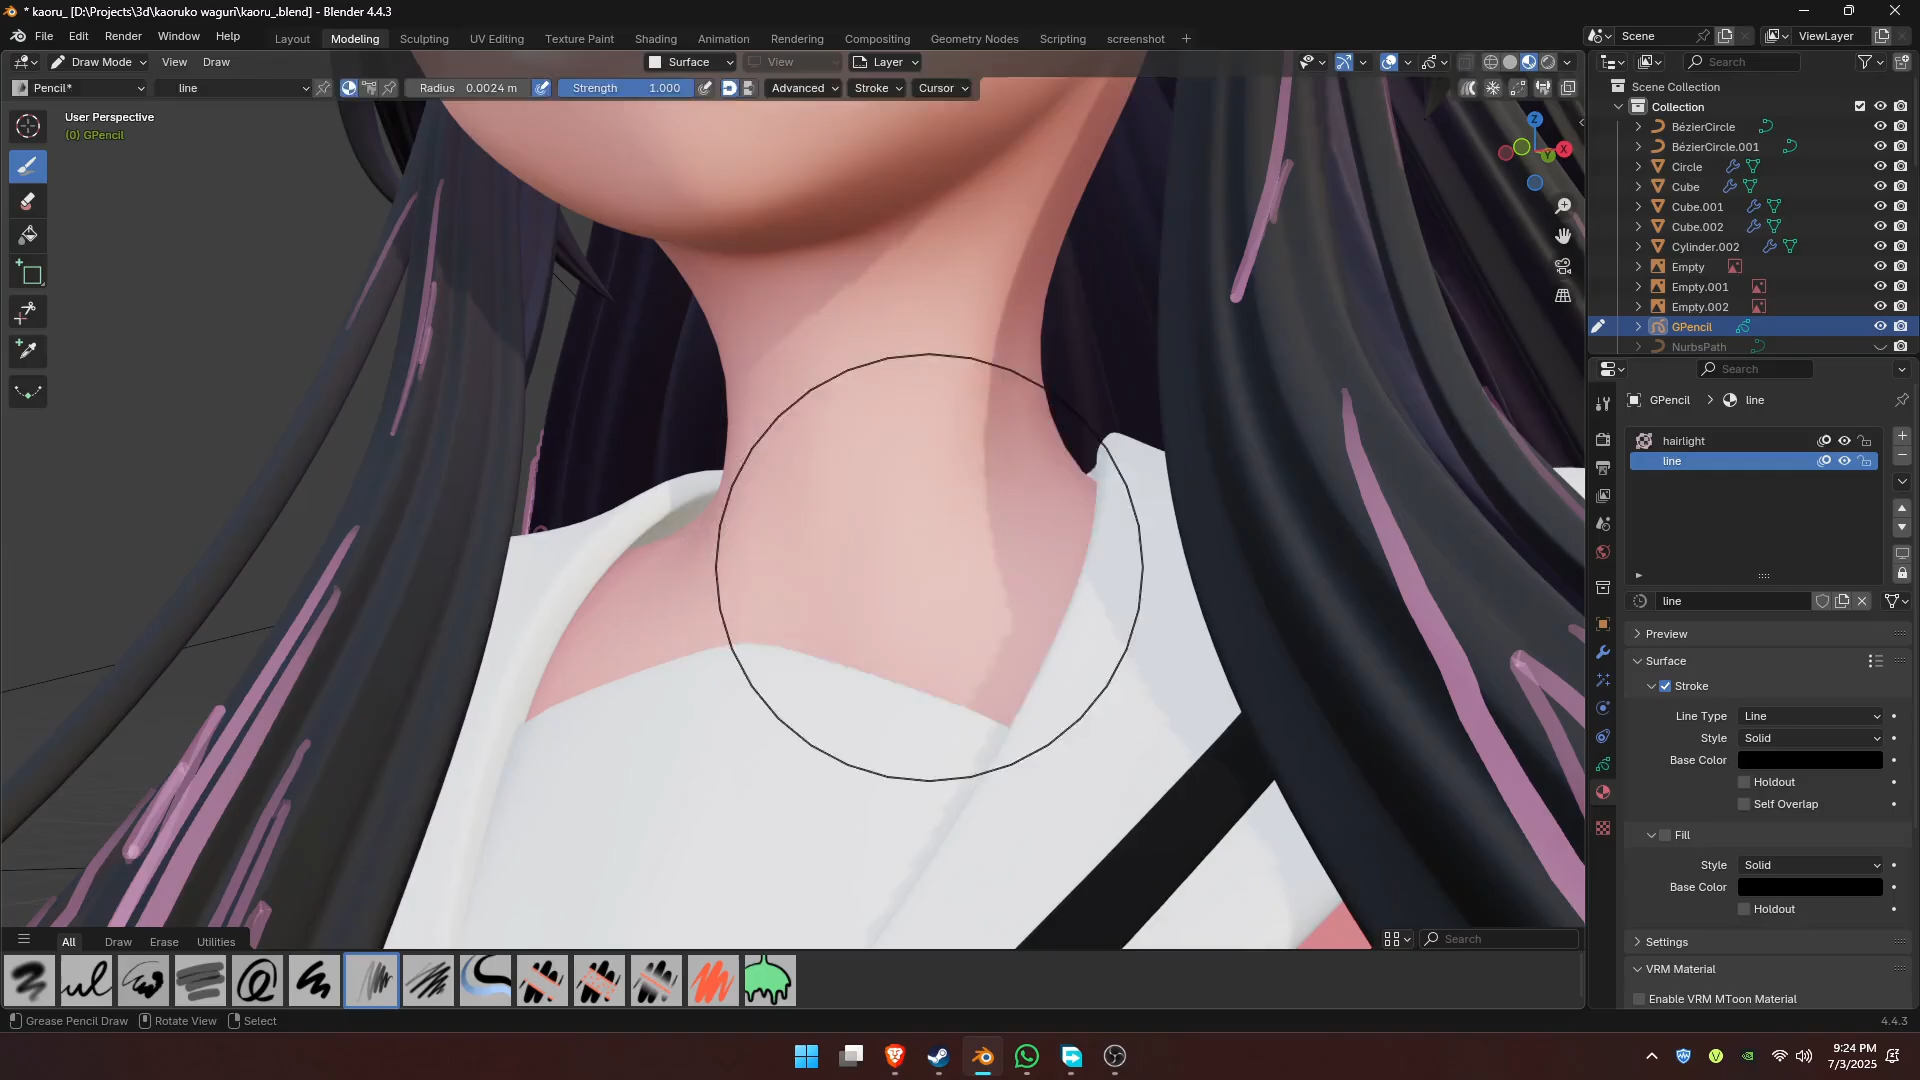 * kaoru_ [D:\Projects\3d\kaoruko waguri\kaoru_.blend] - Blender 4.4.3
File Edit Render Window Help
Layout Modeling Sculpting UV Editing Texture Paint Shading Animation Rendering Compositing Geometry Nodes Scripting screenshot +
Scene ViewLayer
Draw Mode View Draw Surface View Layer Search
Pencil* line Radius 0.0024 m Strength 1.000 Advanced Stroke Cursor
User Perspective
(0) GPencil
Z
X
Y
Scene Collection
Collection
BézierCircle
BézierCircle.001
Circle
Cube
Cube.001
Cube.002
Cylinder.002
Empty
Empty.001
Empty.002
GPencil
NurbsPath
Search
GPencil > line
hairlight
line
line
Preview
Surface
Stroke
Line Type Line
Style Solid
Base Color
Holdout
Self Overlap
Fill
Style Solid
Base Color
Holdout
Settings
VRM Material
Enable VRM MToon Material
All Draw Erase Utilities Search
Grease Pencil Draw Rotate View Select 4.4.3
9:24 PM
7/3/2025